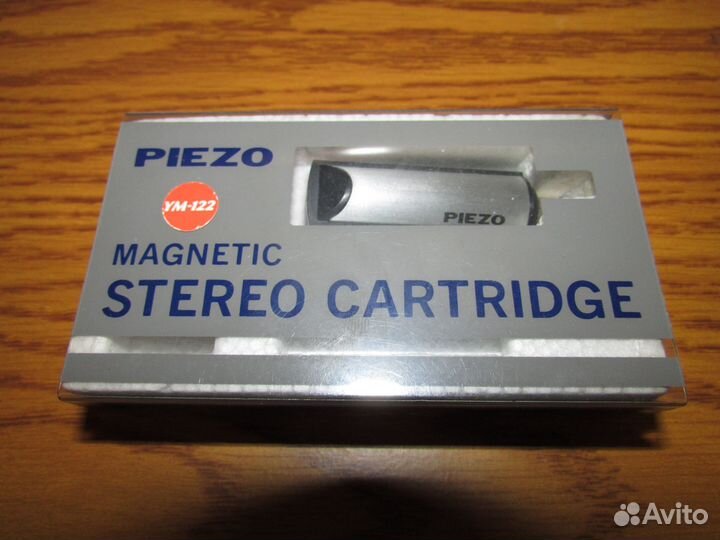 PIEZO
YM-122
PIEZO
MAGNETIC
STEREO CARTRIDGE
Avito